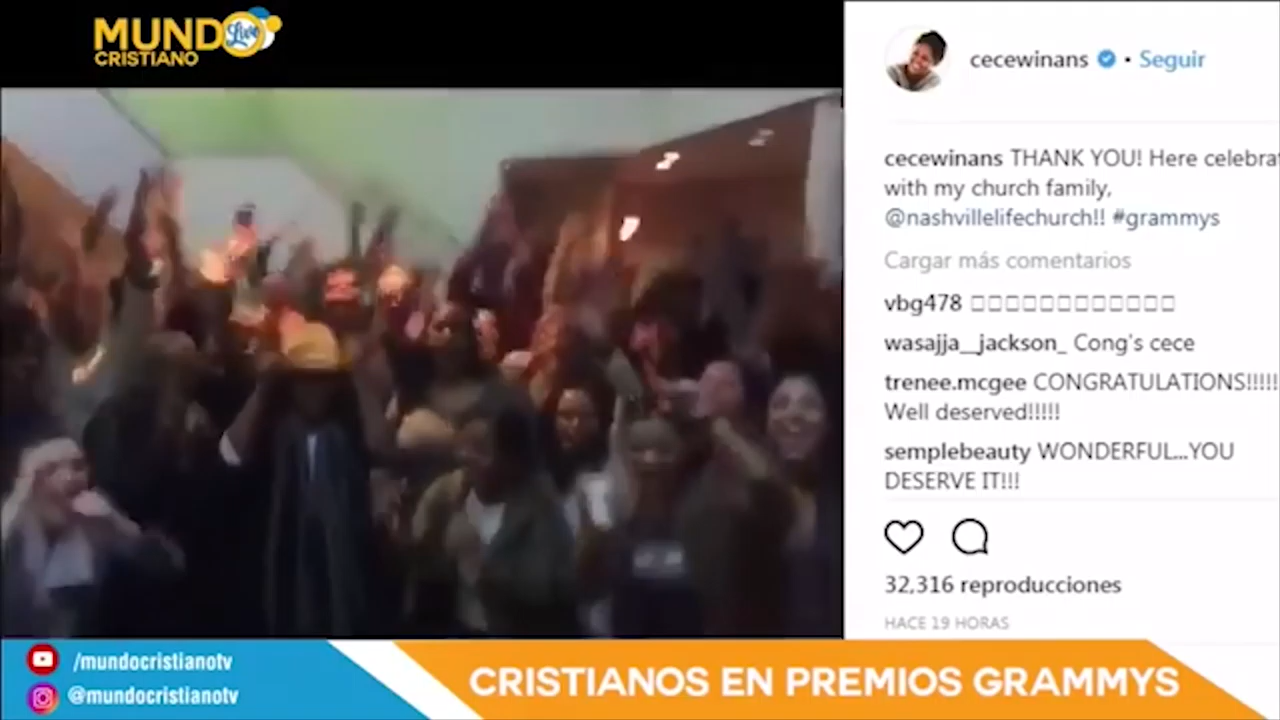 MUNDO Live
CRISTIANO
cecewinans • Seguir
cecewinans THANK YOU! Here celebrat
with my church family,
@nashvillelifechurch!! #grammys
Cargar más comentarios
vbg478
wasajja__jackson_ Cong's cece
trenee.mcgee CONGRATULATIONS!!!!!
Well deserved!!!!!
semplebeauty WONDERFUL...YOU
DESERVE IT!!!
32,316 reproducciones
HACE 19 HORAS
/mundocristianotv
@mundocristianotv
CRISTIANOS EN PREMIOS GRAMMYS